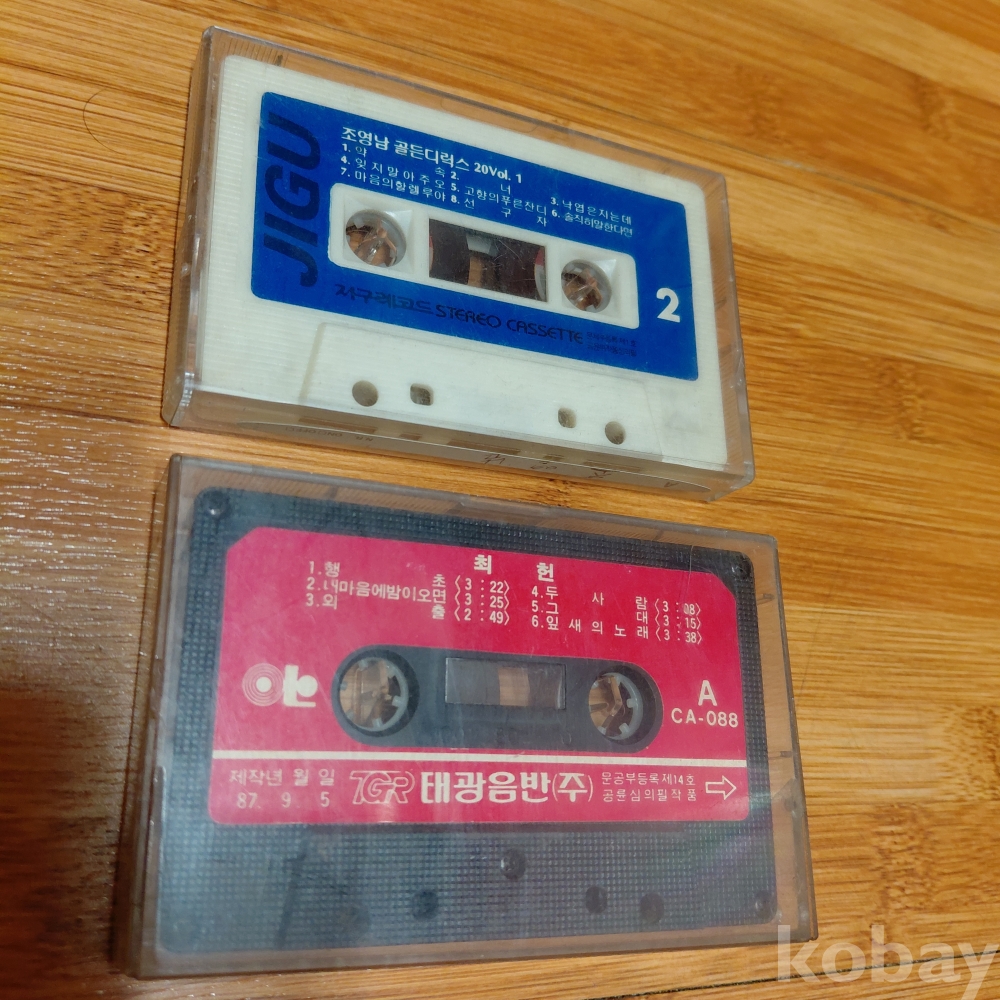 JIGU
조영남 골든디럭스 20Vol. 1
1. 약 속 2. 너 3. 낙엽은지는데
4. 잊지말아주오 5. 고향의푸른잔디 6. 솔직히말한다면
7. 마음의할렐루야 8. 선 구 자
2
지구레코드 STEREO CASSETTE
최 헌
1. 행 초 〈3 : 22〉 4. 두 사 람 〈3 : 08〉
2. 내마음에밤이오면 〈3 : 25〉 5. 그 대 〈3 : 15〉
3. 외 출 〈2 : 49〉 6. 잎 새 의 노 래 〈3 : 38〉
A
CA-088
제작년 월 일
87. 9. 5
TGR 태광음반(주)
문공부등록제14호
공륜심의필작품
kobay